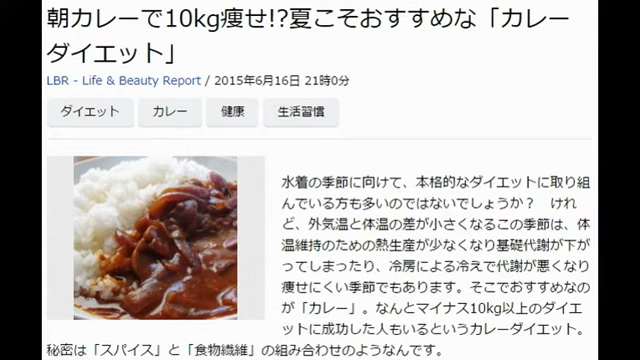 朝カレーで10kg痩せ!?夏こそおすすめな「カレー
ダイエット」
LBR - Life & Beauty Report / 2015年6月16日 21時0分
ダイエット カレー 健康 生活習慣
水着の季節に向けて、本格的なダイエットに取り組
んでいる方も多いのではないでしょうか？　けれ
ど、外気温と体温の差が小さくなるこの季節は、体
温維持のための熱生産が少なくなり基礎代謝が下が
ってしまったり、冷房による冷えで代謝が悪くなり
痩せにくい季節でもあります。そこでおすすめなの
が「カレー」。なんとマイナス10kg以上のダイエ
ットに成功した人もいるというカレーダイエット。
秘密は「スパイス」と「食物繊維」の組み合わせのようなんです。